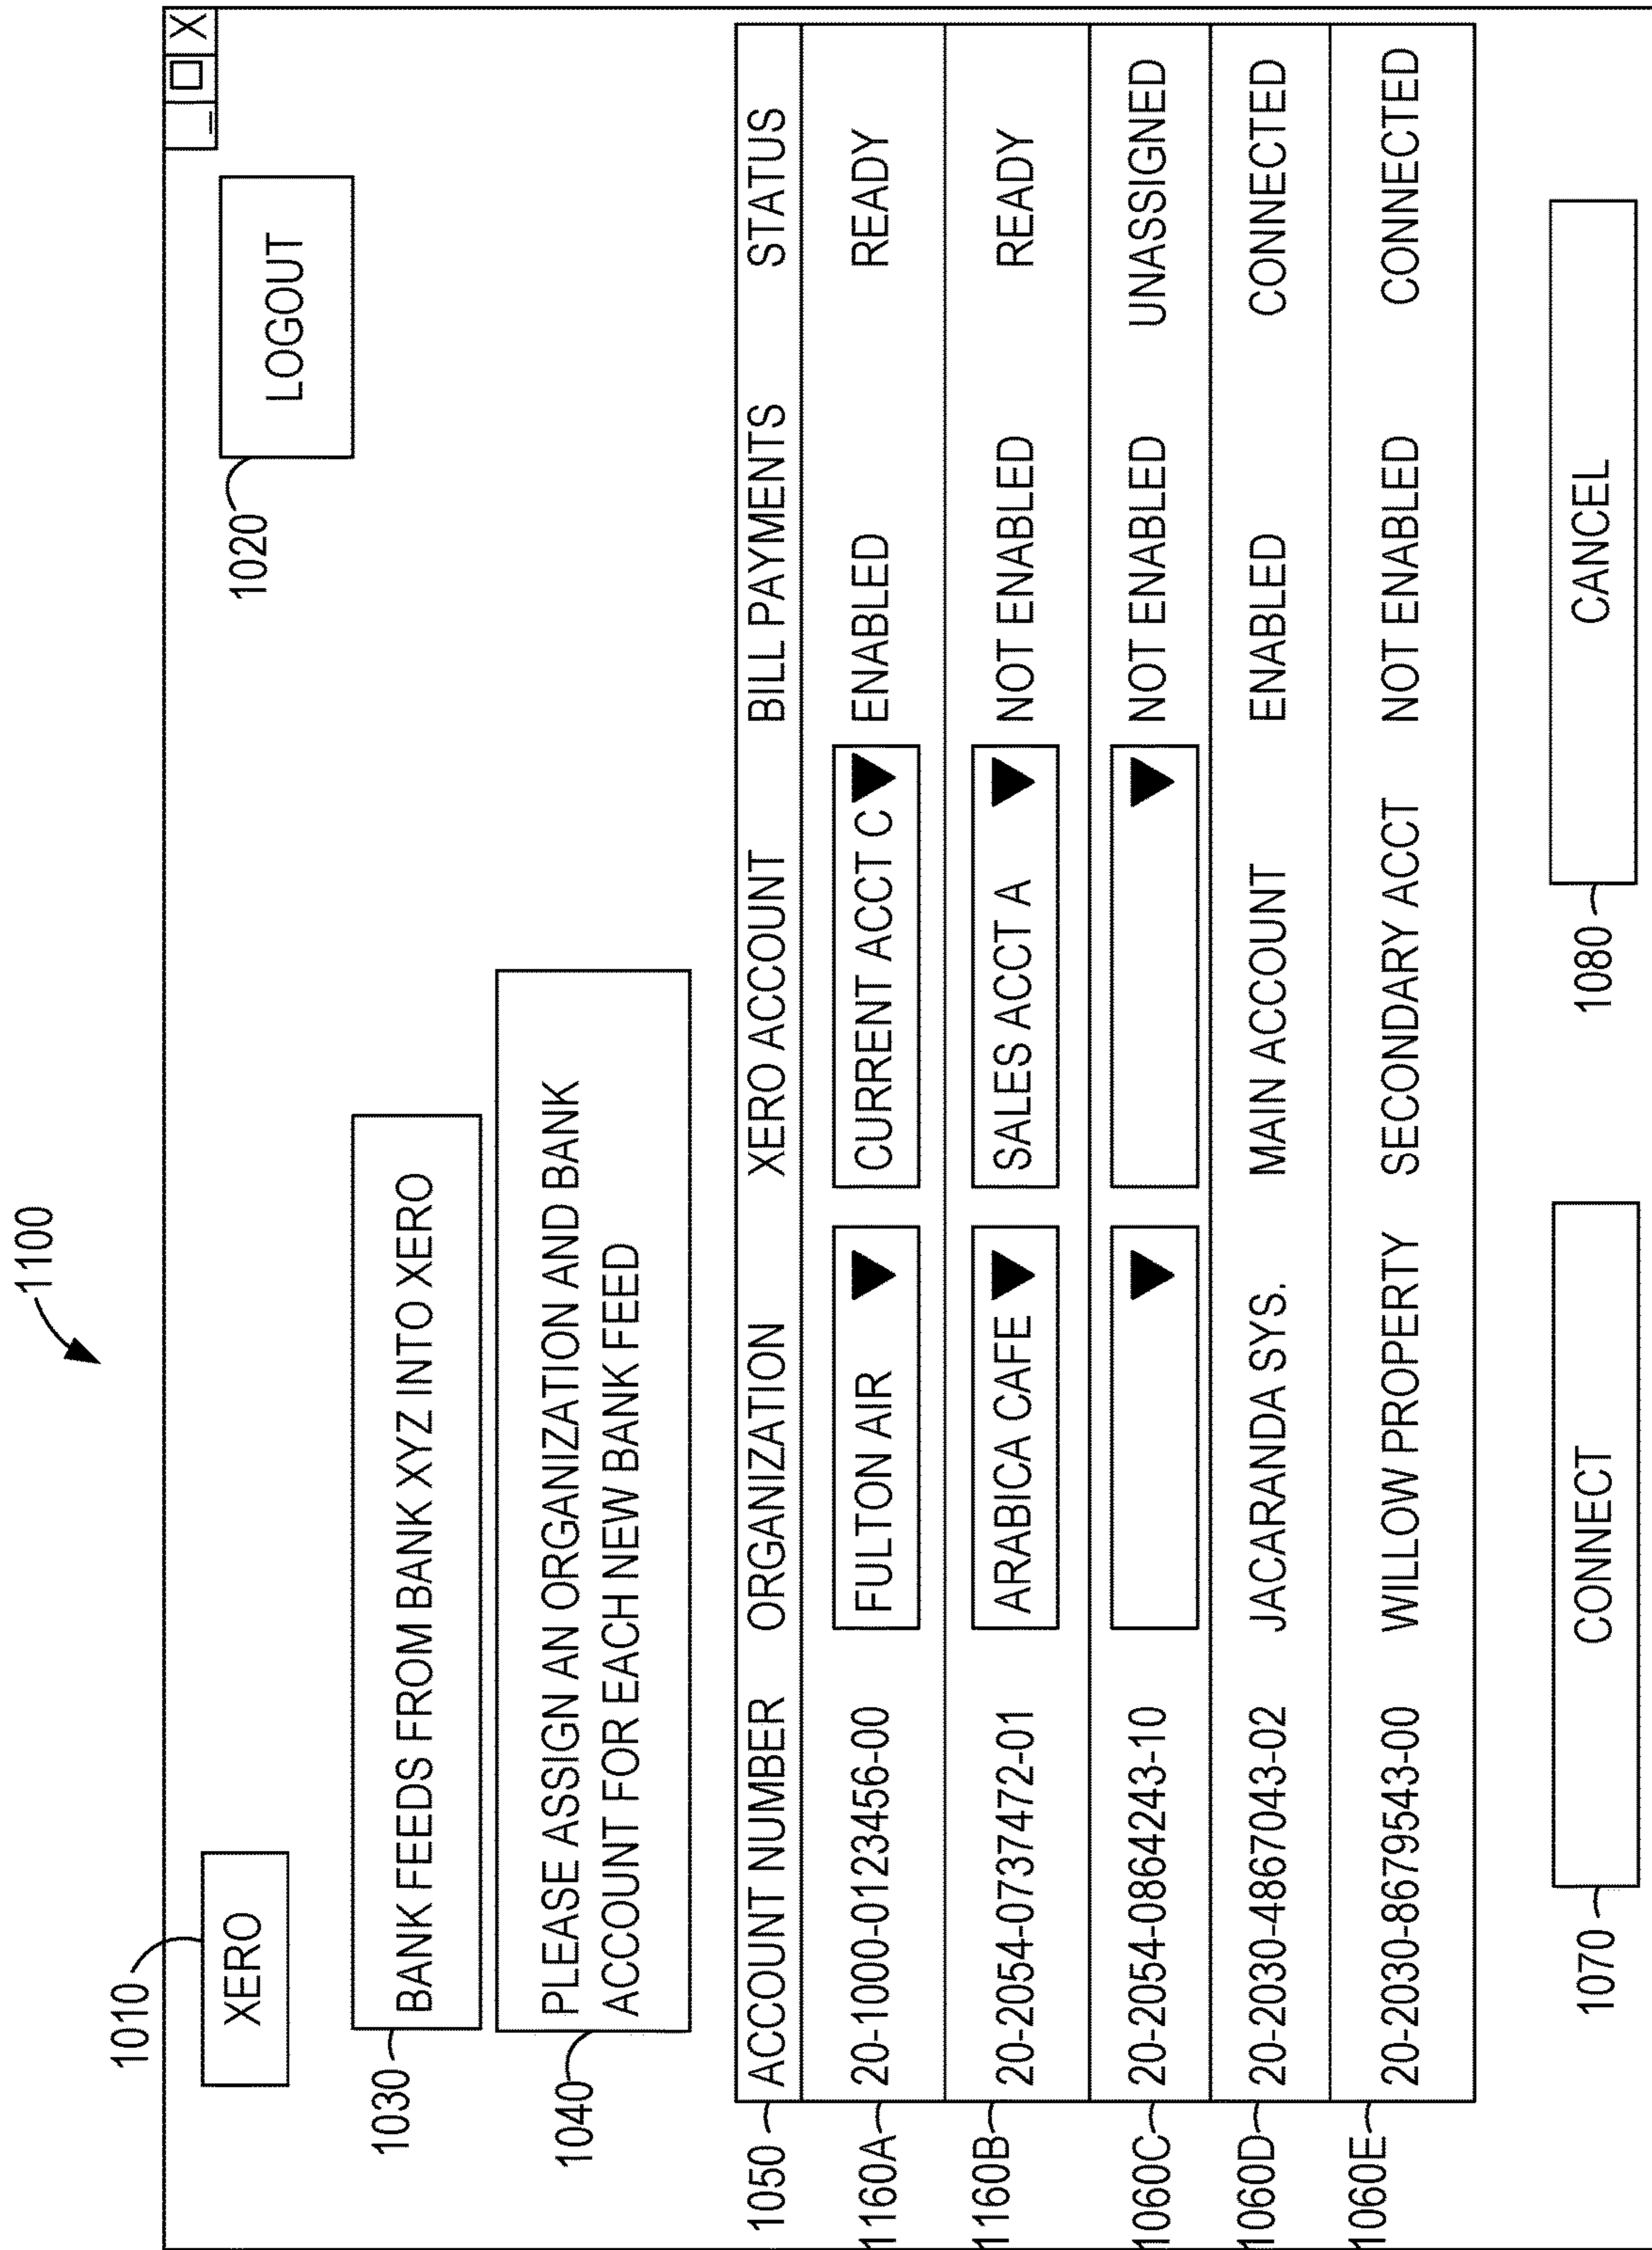 1100
_ X
1010
XERO
LOGOUT
1020
1030
BANK FEEDS FROM BANK XYZ INTO XERO
1040
PLEASE ASSIGN AN ORGANIZATION AND BANK
ACCOUNT FOR EACH NEW BANK FEED
1050 ACCOUNT NUMBER ORGANIZATION XERO ACCOUNT BILL PAYMENTS STATUS
1160A 20-1000-0123456-00 FULTON AIR CURRENT ACCT C ENABLED READY
1160B 20-2054-0737472-01 ARABICA CAFE SALES ACCT A NOT ENABLED READY
1060C 20-2054-0864243-10 NOT ENABLED UNASSIGNED
1060D 20-2030-4867043-02 JACARANDA SYS. MAIN ACCOUNT ENABLED CONNECTED
1060E 20-2030-8679543-00 WILLOW PROPERTY SECONDARY ACCT NOT ENABLED CONNECTED
CONNECT CANCEL
1070 1080